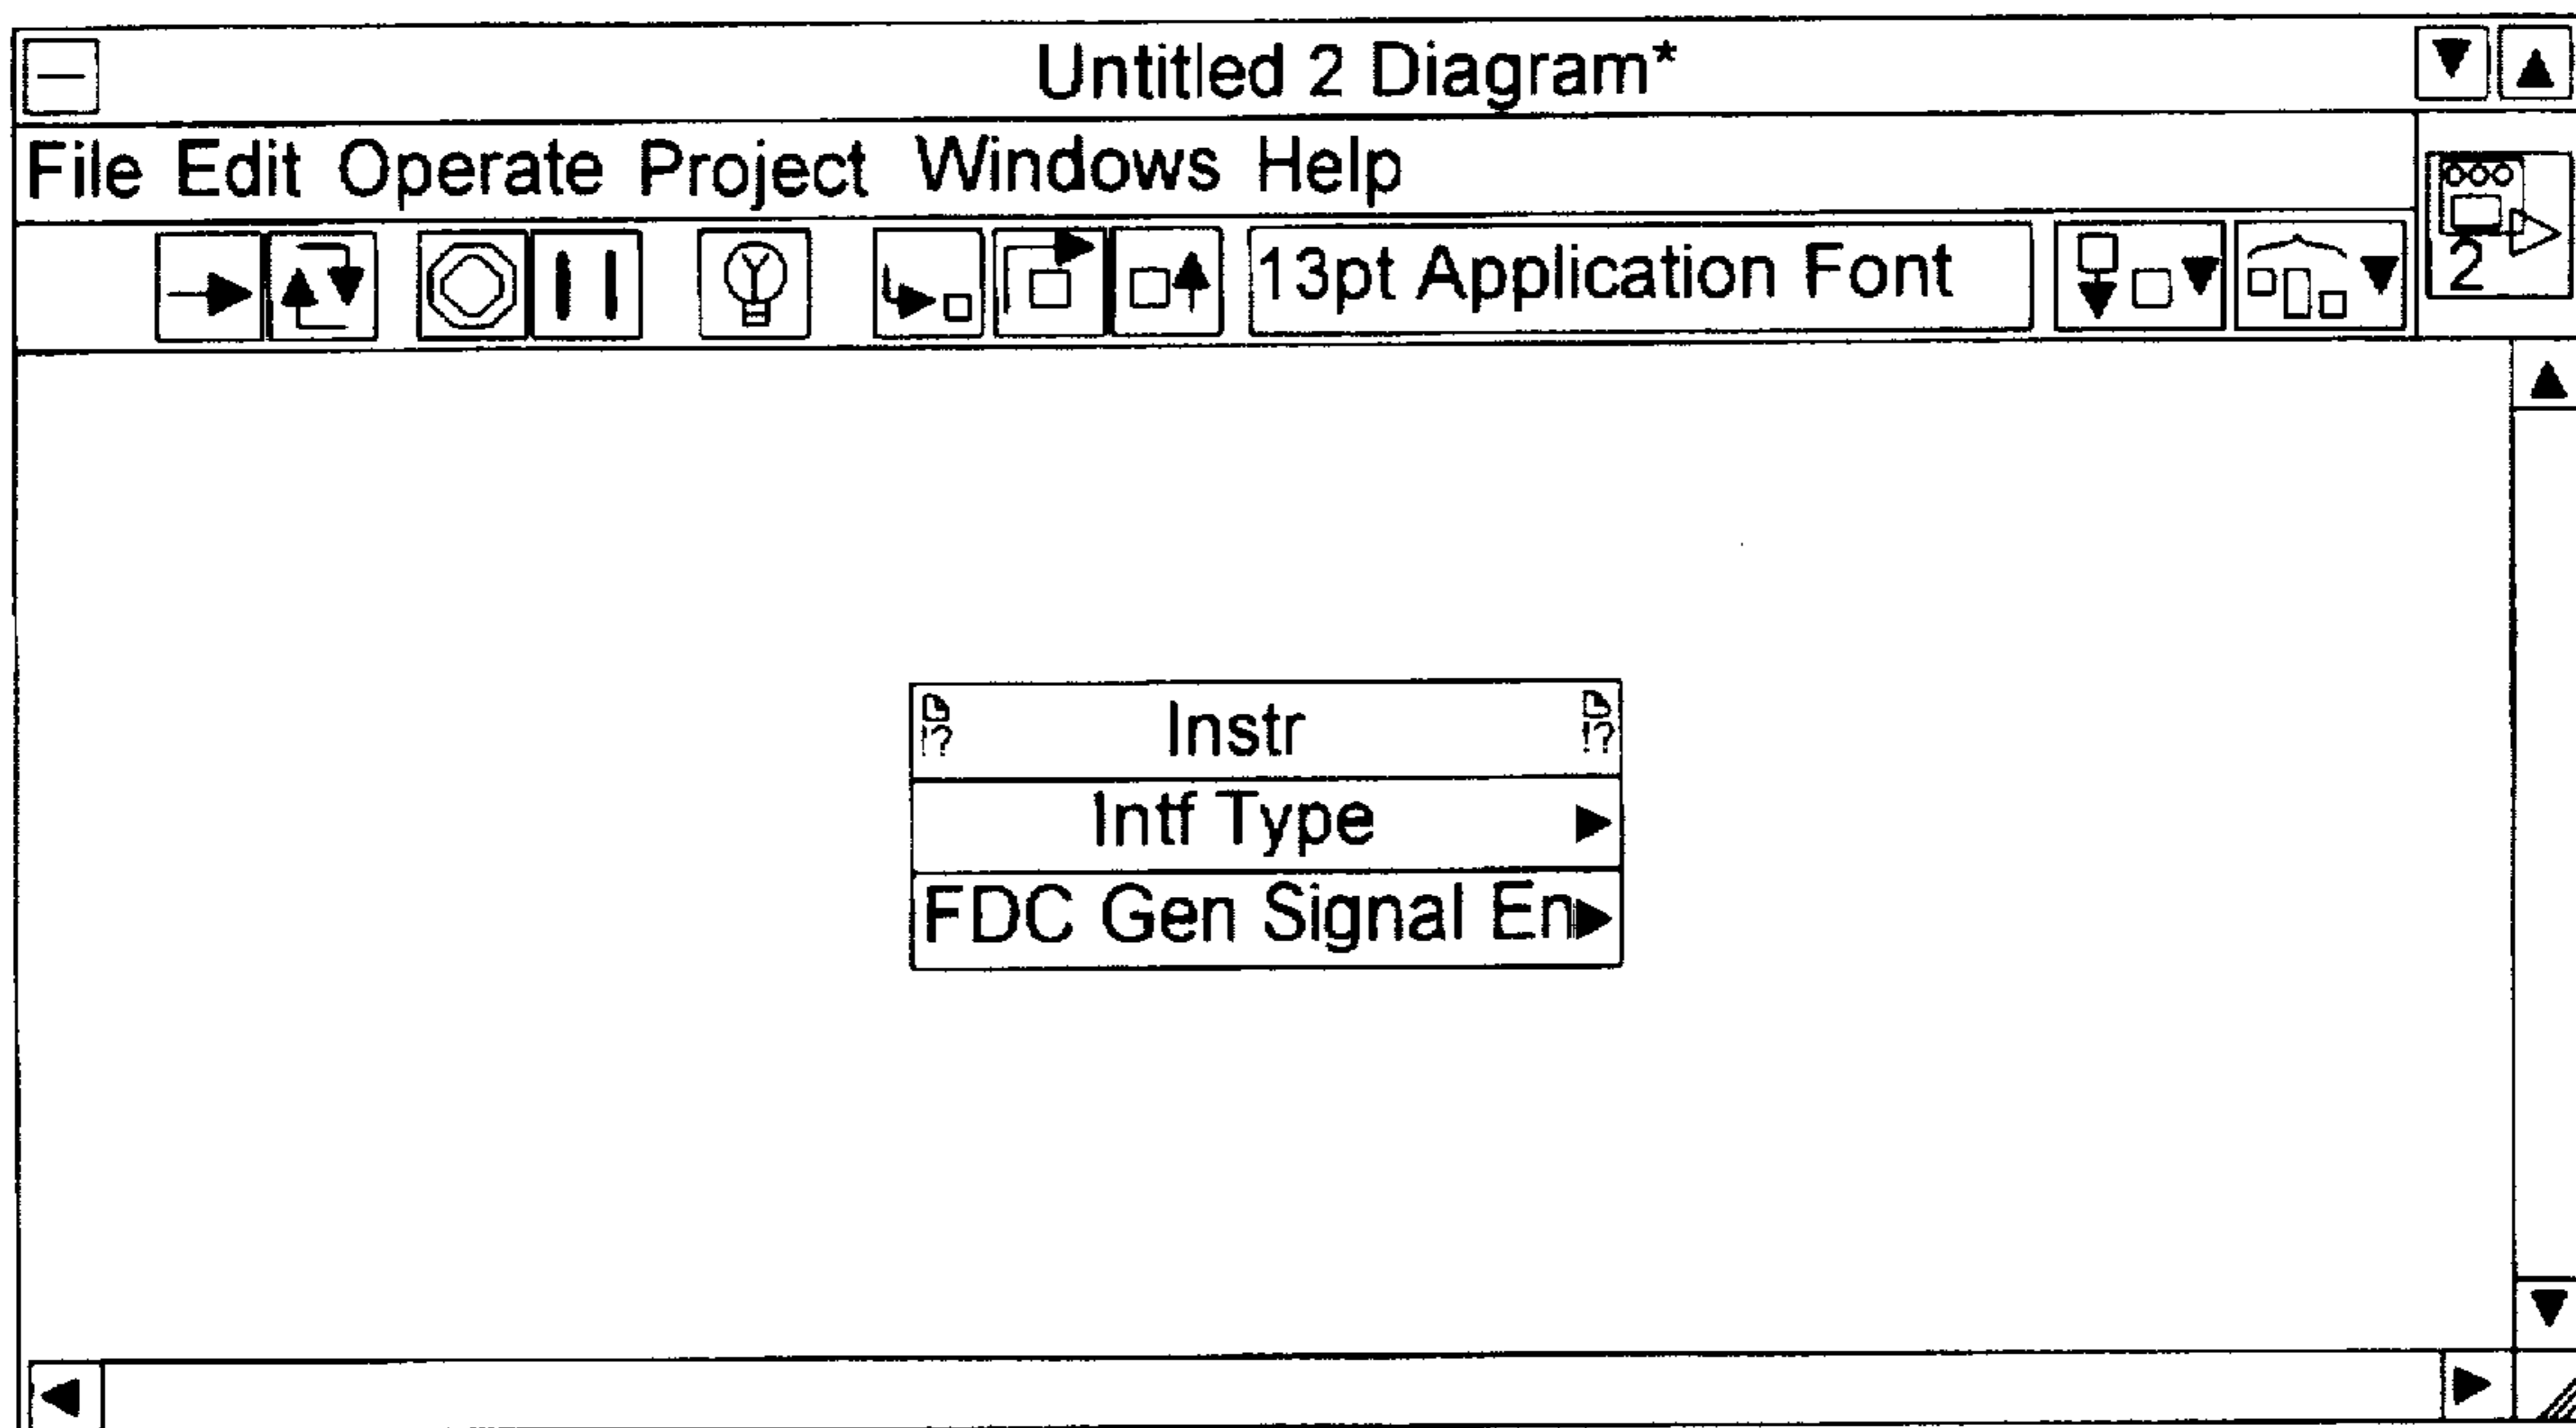 Untitled 2 Diagram*
File Edit Operate Project Windows Help
13pt Application Font
2
!? Instr !?
Intf Type
FDC Gen Signal En